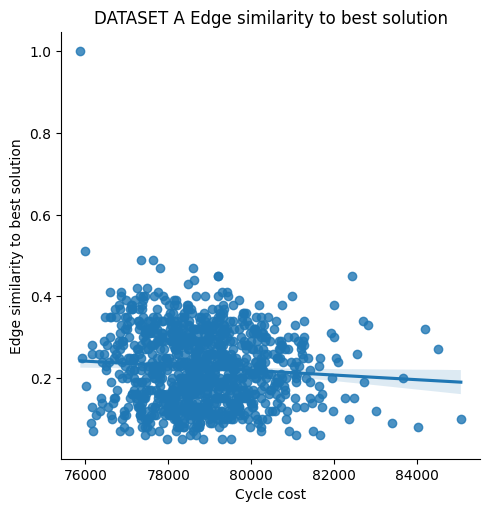 DATASET A Edge similarity to best solution
1.0
0.8
0.6
0.4
0.2
Edge similarity to best solution
76000 78000 80000 82000 84000
Cycle cost